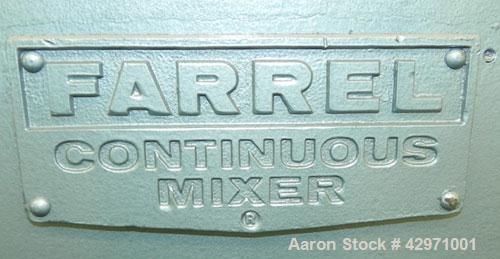 FARREL
CONTINUOUS
MIXER
®
Aaron Stock # 42971001